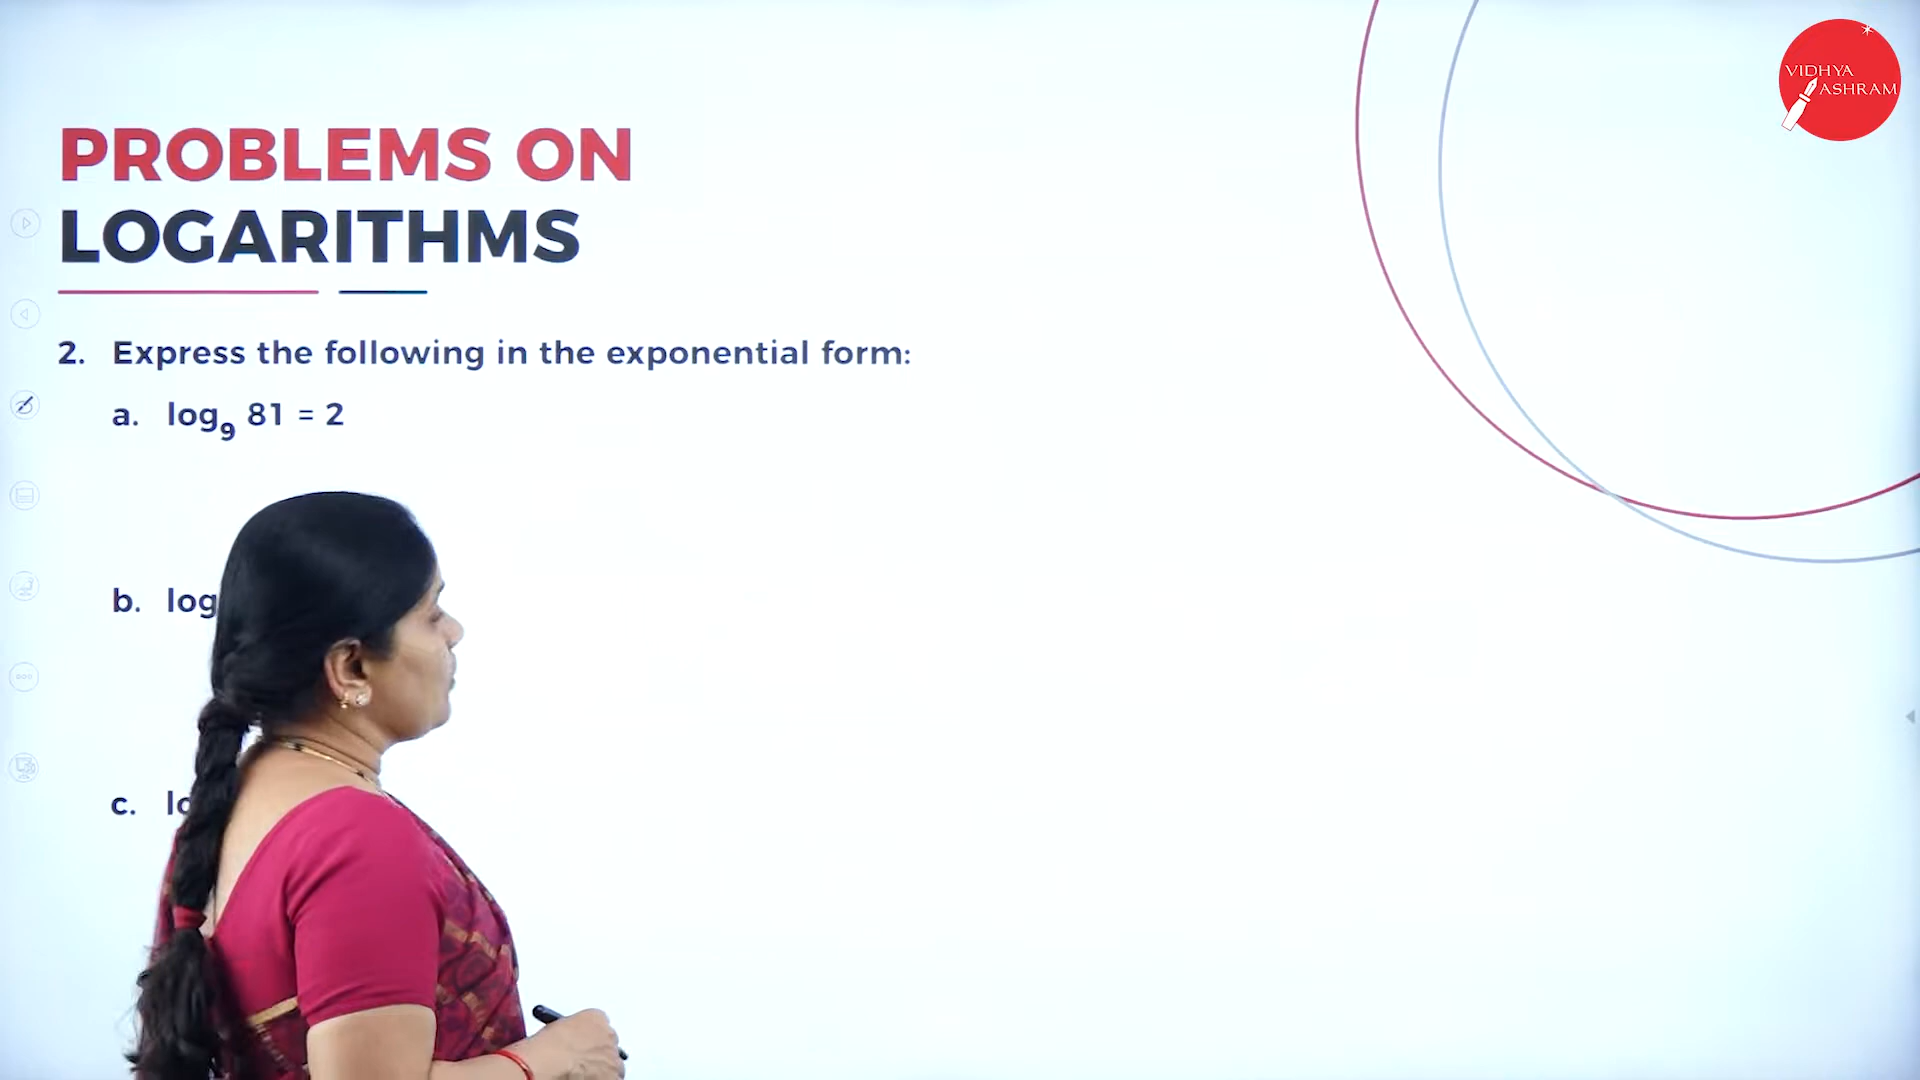 VIDHYA
ASHRAM
PROBLEMS ON
LOGARITHMS
2. Express the following in the exponential form:
a. log₉ 81 = 2
b. log
c.